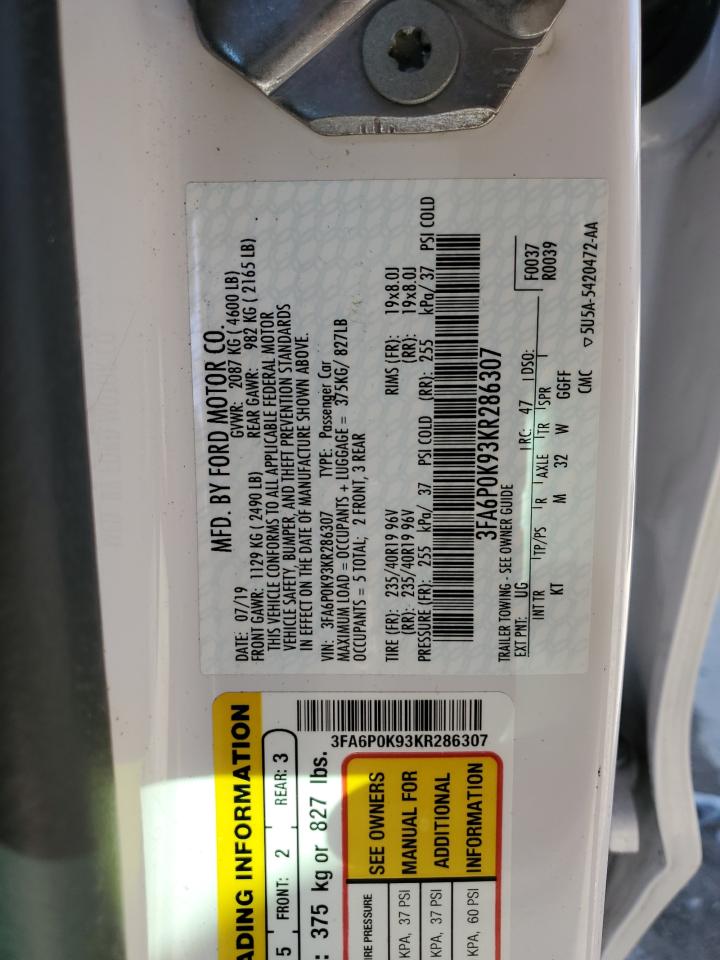 MFD. BY FORD MOTOR CO.
DATE: 07/19 GVWR: 2087 KG ( 4600 LB)
FRONT GAWR: 1129 KG ( 2490 LB) REAR GAWR: 982 KG ( 2165 LB)
THIS VEHICLE CONFORMS TO ALL APPLICABLE FEDERAL MOTOR
VEHICLE SAFETY, BUMPER, AND THEFT PREVENTION STANDARDS
IN EFFECT ON THE DATE OF MANUFACTURE SHOWN ABOVE.
VIN: 3FA6P0K93KR286307 TYPE: Passenger Car
MAXIMUM LOAD = OCCUPANTS + LUGGAGE = 375KG/ 827LB
OCCUPANTS = 5 TOTAL; 2 FRONT, 3 REAR
TIRE (FR): 235/40R19 96V RIMS (FR): 19x8.0J
(RR): 235/40R19 96V (RR): 19x8.0J
PRESSURE (FR): 255 kPa/ 37 PSI COLD (RR): 255 kPa/ 37 PSI COLD
3FA6P0K93KR286307
TRAILER TOWING - SEE OWNER GUIDE
F0037
EXT PNT: UG RC: 47 DSO: R0039
INT TR TP/PS R AXLE TR SPR
KT M 32 W GGFF
CMC ▽5U5A-5420472-AA
ADING INFORMATION
5 FRONT: 2 REAR: 3
: 375 kg or 827 lbs.
3FA6P0K93KR286307
IRE PRESSURE
KPA, 37 PSI
KPA, 37 PSI
KPA, 60 PSI
SEE OWNERS
MANUAL FOR
ADDITIONAL
INFORMATION